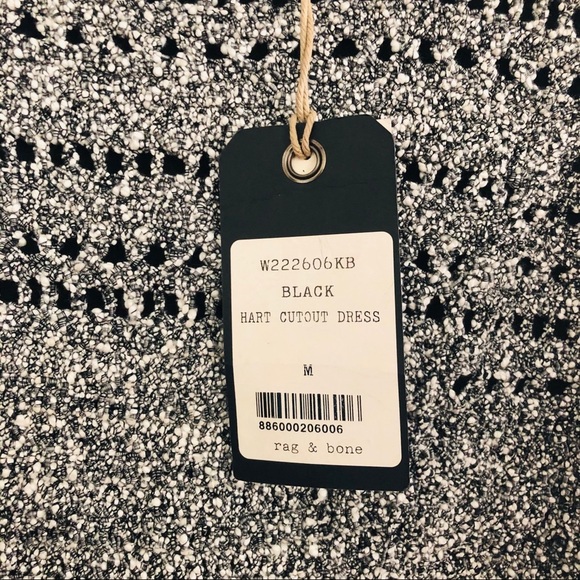 W222606KB
BLACK
HART CUTOUT DRESS
M
886000206006
rag & bone